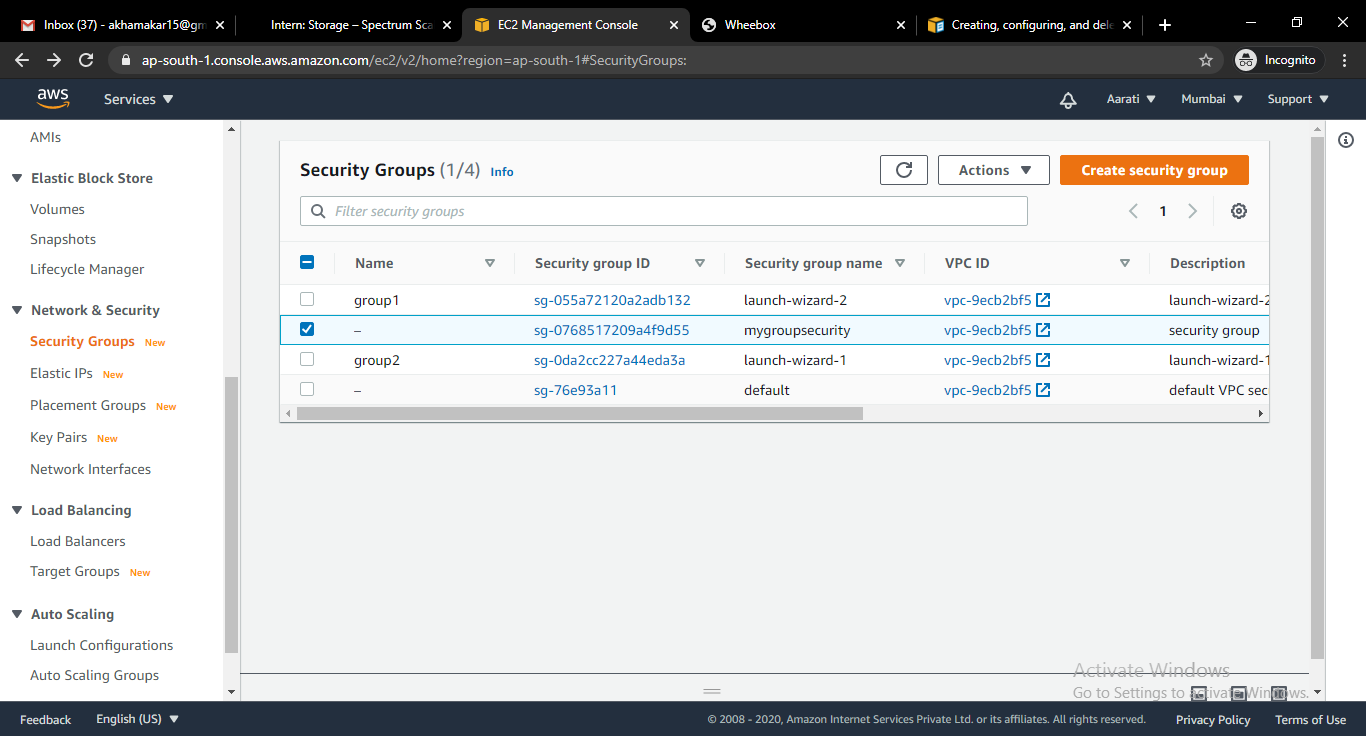 Inbox (37) - akhamakar15@gm
Intern: Storage – Spectrum Sca
EC2 Management Console
Wheebox
Creating, configuring, and dele
ap-south-1.console.aws.amazon.com/ec2/v2/home?region=ap-south-1#SecurityGroups:
Incognito
aws
Services
Aarati
Mumbai
Support
AMIs
Elastic Block Store
Volumes
Snapshots
Lifecycle Manager
Network & Security
Security Groups New
Elastic IPs New
Placement Groups New
Key Pairs New
Network Interfaces
Load Balancing
Load Balancers
Target Groups New
Auto Scaling
Launch Configurations
Auto Scaling Groups
Security Groups (1/4) Info
Actions
Create security group
Filter security groups
1
Name Security group ID Security group name VPC ID Description
group1 sg-055a72120a2adb132 launch-wizard-2 vpc-9ecb2bf5 launch-wizard-2
– sg-0768517209a4f9d55 mygroupsecurity vpc-9ecb2bf5 security group
group2 sg-0da2cc227a44eda3a launch-wizard-1 vpc-9ecb2bf5 launch-wizard-1
– sg-76e93a11 default vpc-9ecb2bf5 default VPC sec
Activate Windows
Go to Settings to activate Windows.
Feedback
English (US)
© 2008 - 2020, Amazon Internet Services Private Ltd. or its affiliates. All rights reserved.
Privacy Policy
Terms of Use